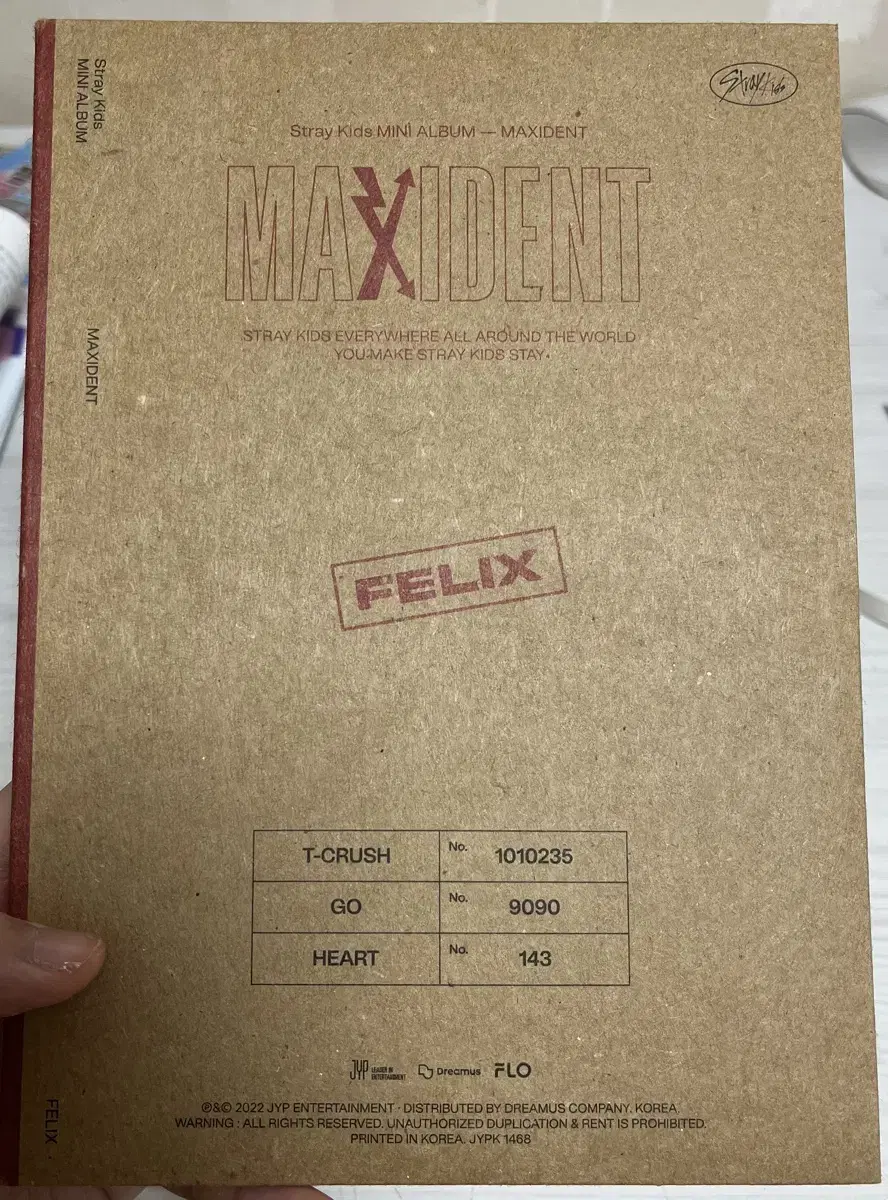 Stray Kids
MINI ALBUM
MAXIDENT
FELIX
Stray Kids
Stray Kids MINI ALBUM — MAXIDENT
MAXIDENT
STRAY KIDS EVERYWHERE ALL AROUND THE WORLD
YOU MAKE STRAY KIDS STAY.
FELIX
T-CRUSH No. 1010235
GO No. 9090
HEART No. 143
JYP LEADER IN ENTERTAINMENT Dreamus FLO
℗&© 2022 JYP ENTERTAINMENT · DISTRIBUTED BY DREAMUS COMPANY. KOREA
WARNING : ALL RIGHTS RESERVED. UNAUTHORIZED DUPLICATION & RENT IS PROHIBITED.
PRINTED IN KOREA. JYPK 1468